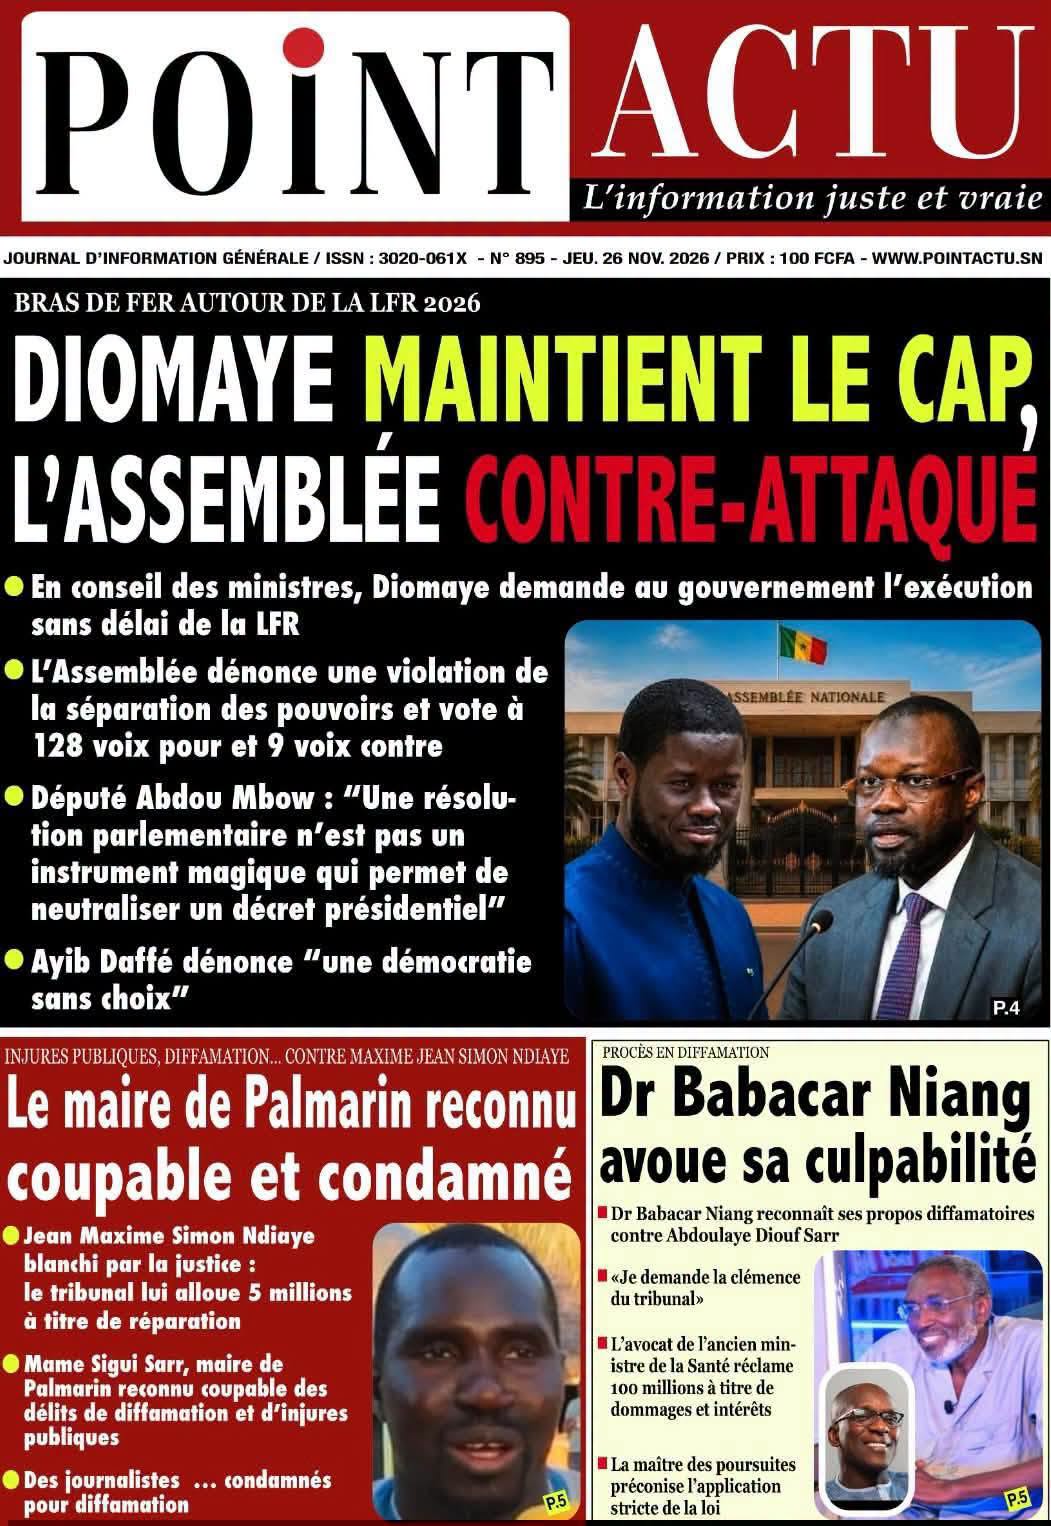 POINT ACTU
L'information juste et vraie
JOURNAL D'INFORMATION GÉNÉRALE / ISSN : 3020-061X - N° 895 - JEU. 26 NOV. 2026 / PRIX : 100 FCFA - WWW.POINTACTU.SN
BRAS DE FER AUTOUR DE LA LFR 2026
DIOMAYE MAINTIENT LE CAP,
L'ASSEMBLÉE CONTRE-ATTAQUE
En conseil des ministres, Diomaye demande au gouvernement l'exécution
sans délai de la LFR
L'Assemblée dénonce une violation de
la séparation des pouvoirs et vote à
128 voix pour et 9 voix contre
Député Abdou Mbow : "Une résolu-
tion parlementaire n'est pas un
instrument magique qui permet de
neutraliser un décret présidentiel"
Ayib Daffé dénonce "une démocratie
sans choix"
ASSEMBLÉE NATIONALE
P.4
INJURES PUBLIQUES, DIFFAMATION... CONTRE MAXIME JEAN SIMON NDIAYE
Le maire de Palmarin reconnu
coupable et condamné
Jean Maxime Simon Ndiaye
blanchi par la justice :
le tribunal lui alloue 5 millions
à titre de réparation
Mame Sigui Sarr, maire de
Palmarin reconnu coupable des
délits de diffamation et d'injures
publiques
Des journalistes ... condamnés
pour diffamation
P.5
PROCÈS EN DIFFAMATION
Dr Babacar Niang
avoue sa culpabilité
Dr Babacar Niang reconnaît ses propos diffamatoires
contre Abdoulaye Diouf Sarr
«Je demande la clémence
du tribunal»
L'avocat de l'ancien min-
istre de la Santé réclame
100 millions à titre de
dommages et intérêts
La maître des poursuites
préconise l'application
stricte de la loi
P.5